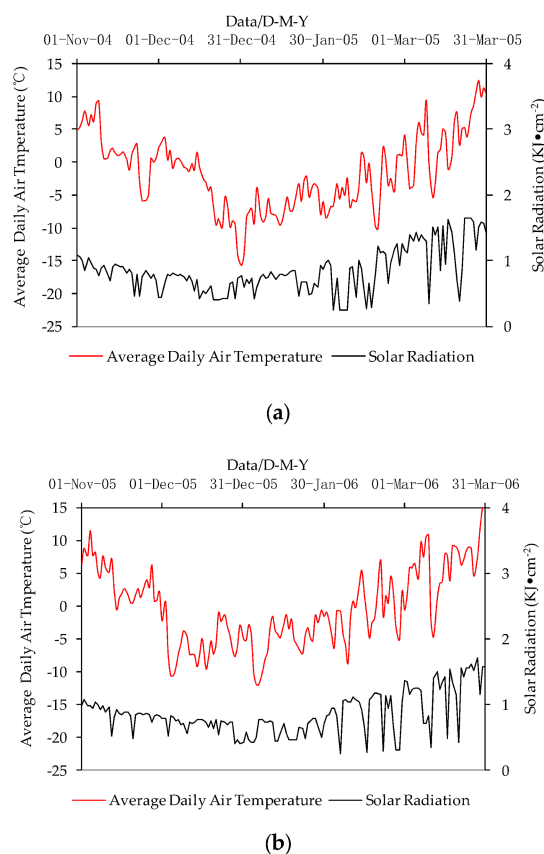 Data/D-M-Y
01-Nov-04 01-Dec-04 31-Dec-04 30-Jan-05 01-Mar-05 31-Mar-05
Average Daily Air Tmperature (℃)
15
10
5
0
-5
-10
-15
-20
-25
4
3
2
1
0
Solar Radiation (KJ•cm-2)
Average Daily Air Temperature Solar Radiation
(a)
Data/D-M-Y
01-Nov-05 01-Dec-05 31-Dec-05 30-Jan-06 01-Mar-06 31-Mar-06
Average Daily Air Tmperature (℃)
15
10
5
0
-5
-10
-15
-20
-25
4
3
2
1
0
Solar Radiation (KJ•cm-2)
Average Daily Air Temperature Solar Radiation
(b)